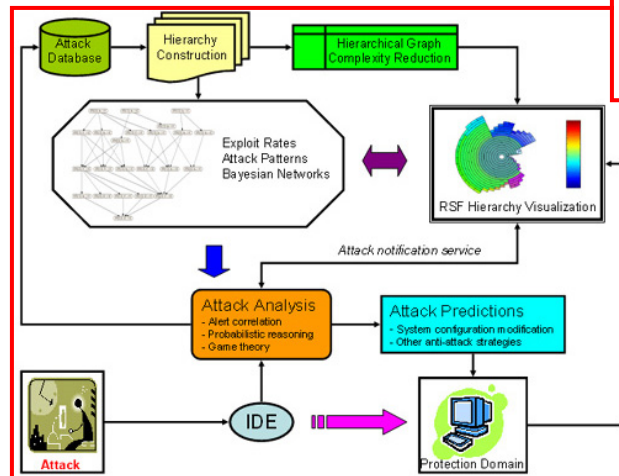 Attack
Database
Hierarchy
Construction
Hierarchical Graph
Complexity Reduction
Exploit Rates
Attack Patterns
Bayesian Networks
RSF Hierarchy Visualization
Attack notification service
Attack Analysis
- Alert correlation
- Probabilistic reasoning
- Game theory
Attack Predictions
- System configuration modification
- Other anti-attack strategies
Attack
IDE
Protection Domain